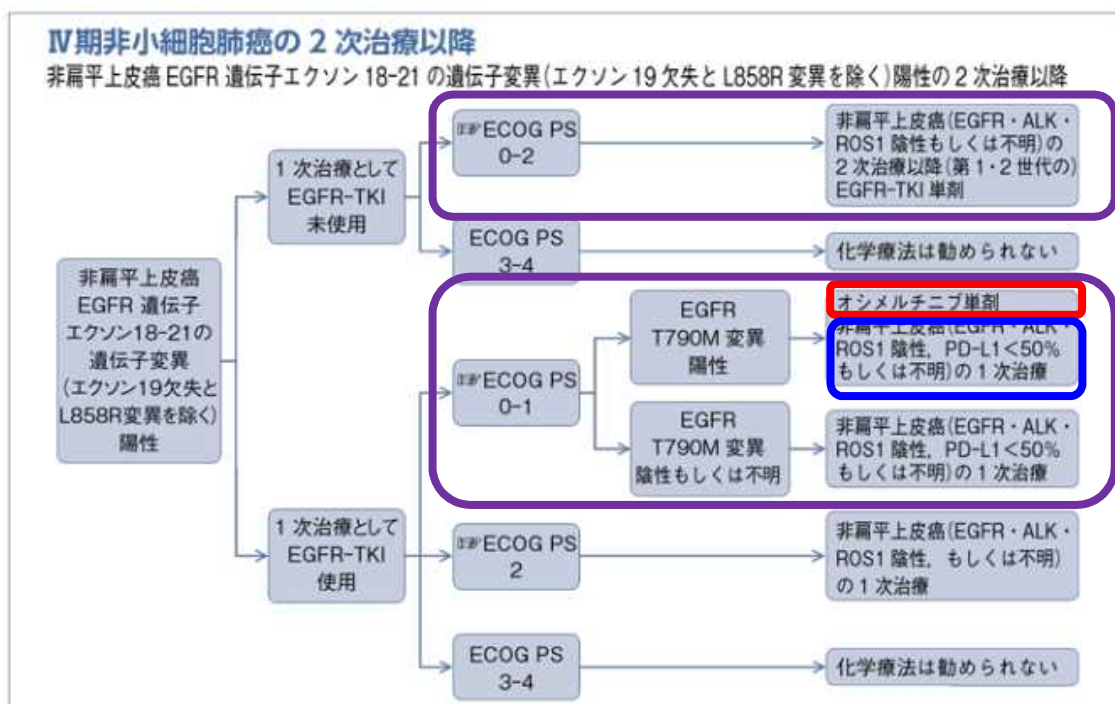 Ⅳ期非小細胞肺癌の2次治療以降
非扁平上皮癌 EGFR 遺伝子エクソン 18-21 の遺伝子変異(エクソン 19 欠失と L858R 変異を除く)陽性の 2 次治療以降
非扁平上皮癌
EGFR 遺伝子
エクソン18-21の
遺伝子変異
(エクソン19欠失と
L858R変異を除く)
陽性
1 次治療として
EGFR-TKI
未使用
☞ECOG PS
0-2
非扁平上皮癌(EGFR・ALK・
ROS1 陰性もしくは不明)の
2 次治療以降(第 1・2 世代の)
EGFR-TKI 単剤
ECOG PS
3-4
化学療法は勧められない
1 次治療として
EGFR-TKI
使用
☞ECOG PS
0-1
EGFR
T790M 変異
陽性
オシメルチニブ単剤
非扁平上皮癌(EGFR・ALK・
ROS1 陰性, PD-L1<50%
もしくは不明)の 1 次治療
EGFR
T790M 変異
陰性もしくは不明
非扁平上皮癌(EGFR・ALK・
ROS1 陰性, PD-L1<50%
もしくは不明)の 1 次治療
☞ECOG PS
2
非扁平上皮癌(EGFR・ALK・
ROS1 陰性, もしくは不明)
の 1 次治療
ECOG PS
3-4
化学療法は勧められない